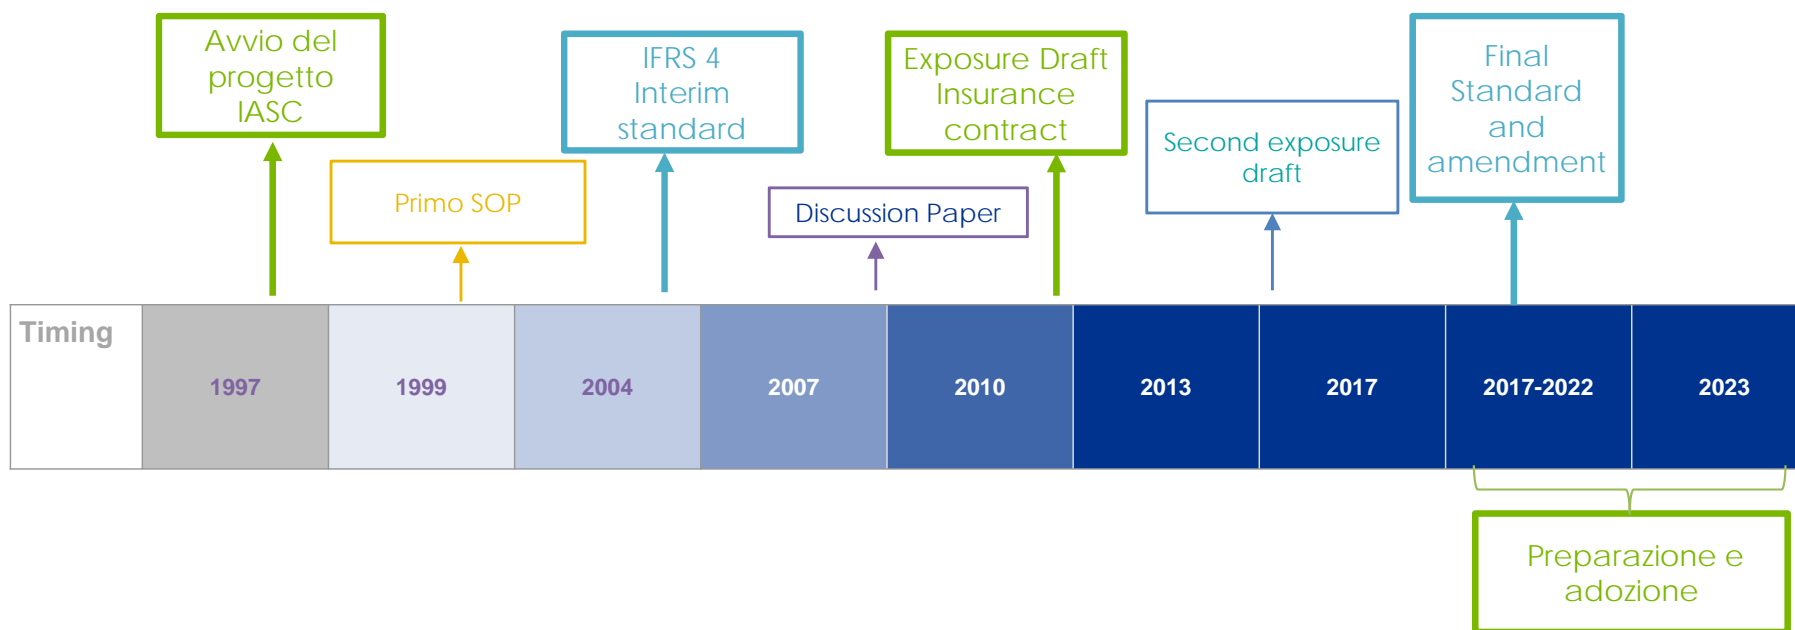 Avvio del
progetto
IASC
Primo SOP
IFRS 4
Interim
standard
Discussion Paper
Exposure Draft
Insurance
contract
Second exposure
draft
Final
Standard
and
amendment
Timing
1997
1999
2004
2007
2010
2013
2017
2017-2022
2023
Preparazione e
adozione